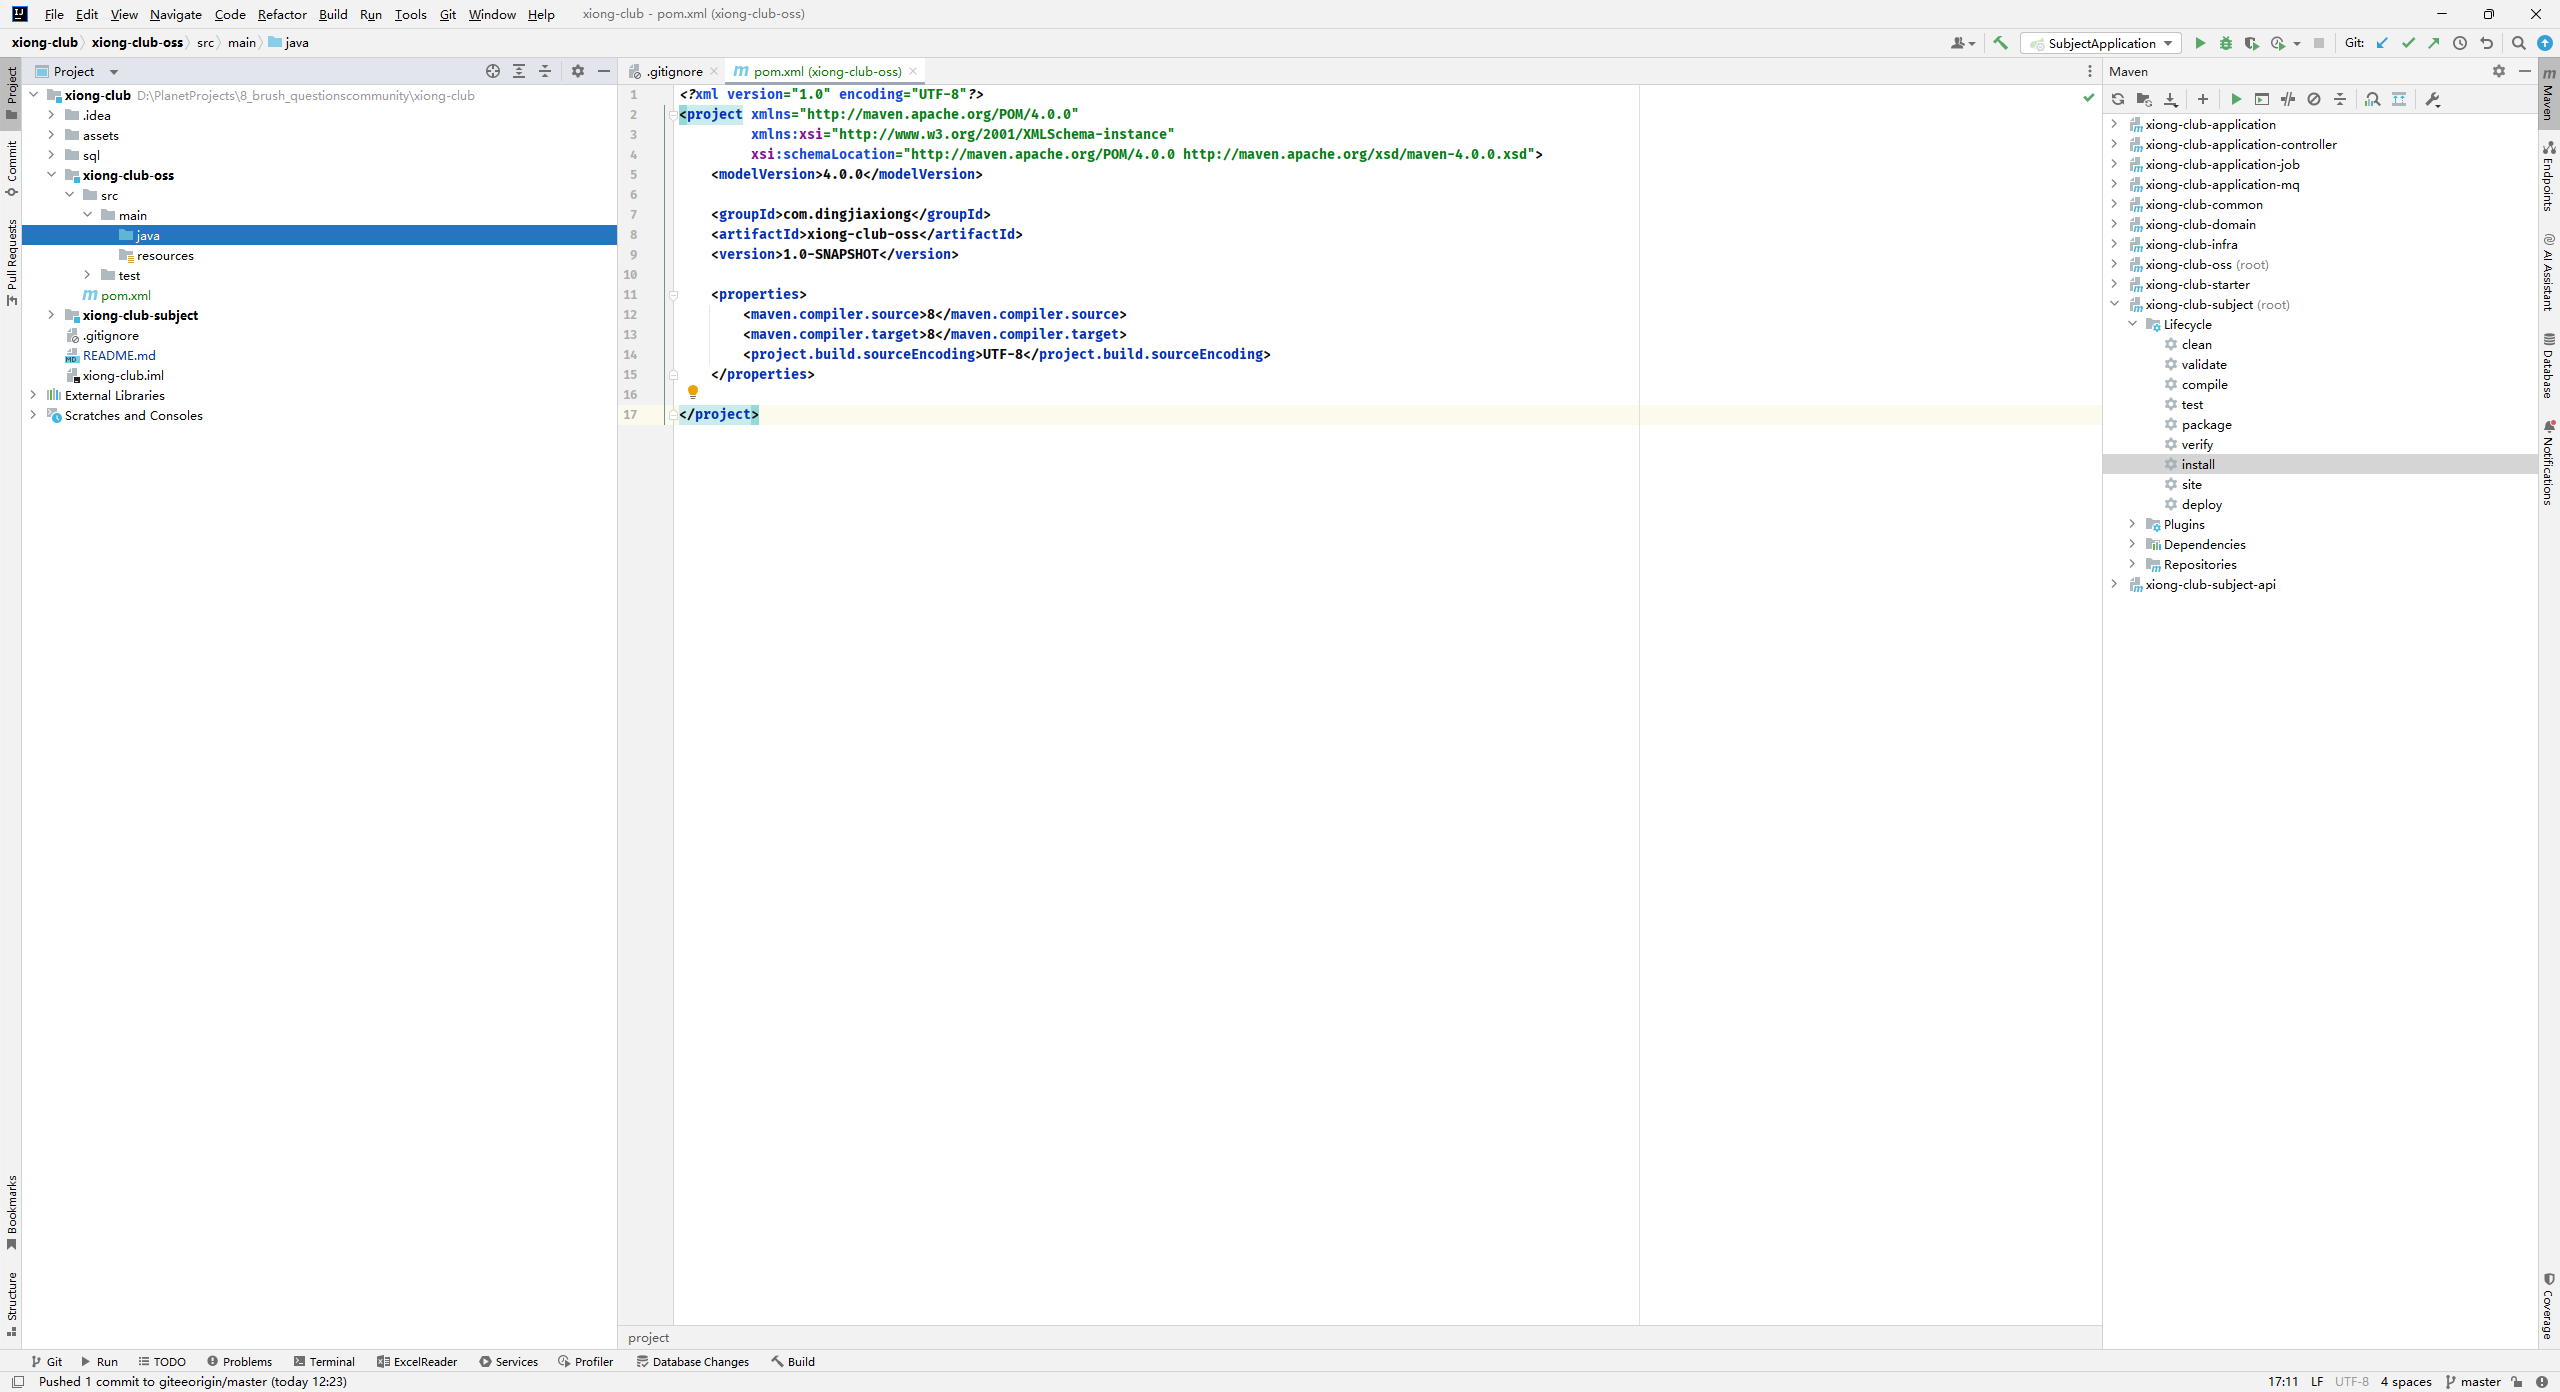 File Edit View Navigate Code Refactor Build Run Tools Git Window Help xiong-club - pom.xml (xiong-club-oss)
xiong-club xiong-club-oss src main java
SubjectApplication Git:
Project
.gitignore pom.xml (xiong-club-oss)
Maven
Project
Commit
Pull Requests
Bookmarks
Structure
xiong-club D:\PlanetProjects\8_brush_questionscommunity\xiong-club
.idea
assets
sql
xiong-club-oss
src
main
java
resources
test
pom.xml
xiong-club-subject
.gitignore
README.md
xiong-club.iml
External Libraries
Scratches and Consoles
1 <?xml version="1.0" encoding="UTF-8"?>
2 <project xmlns="http://maven.apache.org/POM/4.0.0"
3 xmlns:xsi="http://www.w3.org/2001/XMLSchema-instance"
4 xsi:schemaLocation="http://maven.apache.org/POM/4.0.0 http://maven.apache.org/xsd/maven-4.0.0.xsd">
5 <modelVersion>4.0.0</modelVersion>
6
7 <groupId>com.dingjiaxiong</groupId>
8 <artifactId>xiong-club-oss</artifactId>
9 <version>1.0-SNAPSHOT</version>
10
11 <properties>
12 <maven.compiler.source>8</maven.compiler.source>
13 <maven.compiler.target>8</maven.compiler.target>
14 <project.build.sourceEncoding>UTF-8</project.build.sourceEncoding>
15 </properties>
16
17 </project>
project
xiong-club-application
xiong-club-application-controller
xiong-club-application-job
xiong-club-application-mq
xiong-club-common
xiong-club-domain
xiong-club-infra
xiong-club-oss (root)
xiong-club-starter
xiong-club-subject (root)
Lifecycle
clean
validate
compile
test
package
verify
install
site
deploy
Plugins
Dependencies
Repositories
xiong-club-subject-api
Maven
Endpoints
AI Assistant
Database
Notifications
Coverage
Git Run TODO Problems Terminal ExcelReader Services Profiler Database Changes Build
Pushed 1 commit to giteeorigin/master (today 12:23)
17:11 LF UTF-8 4 spaces master